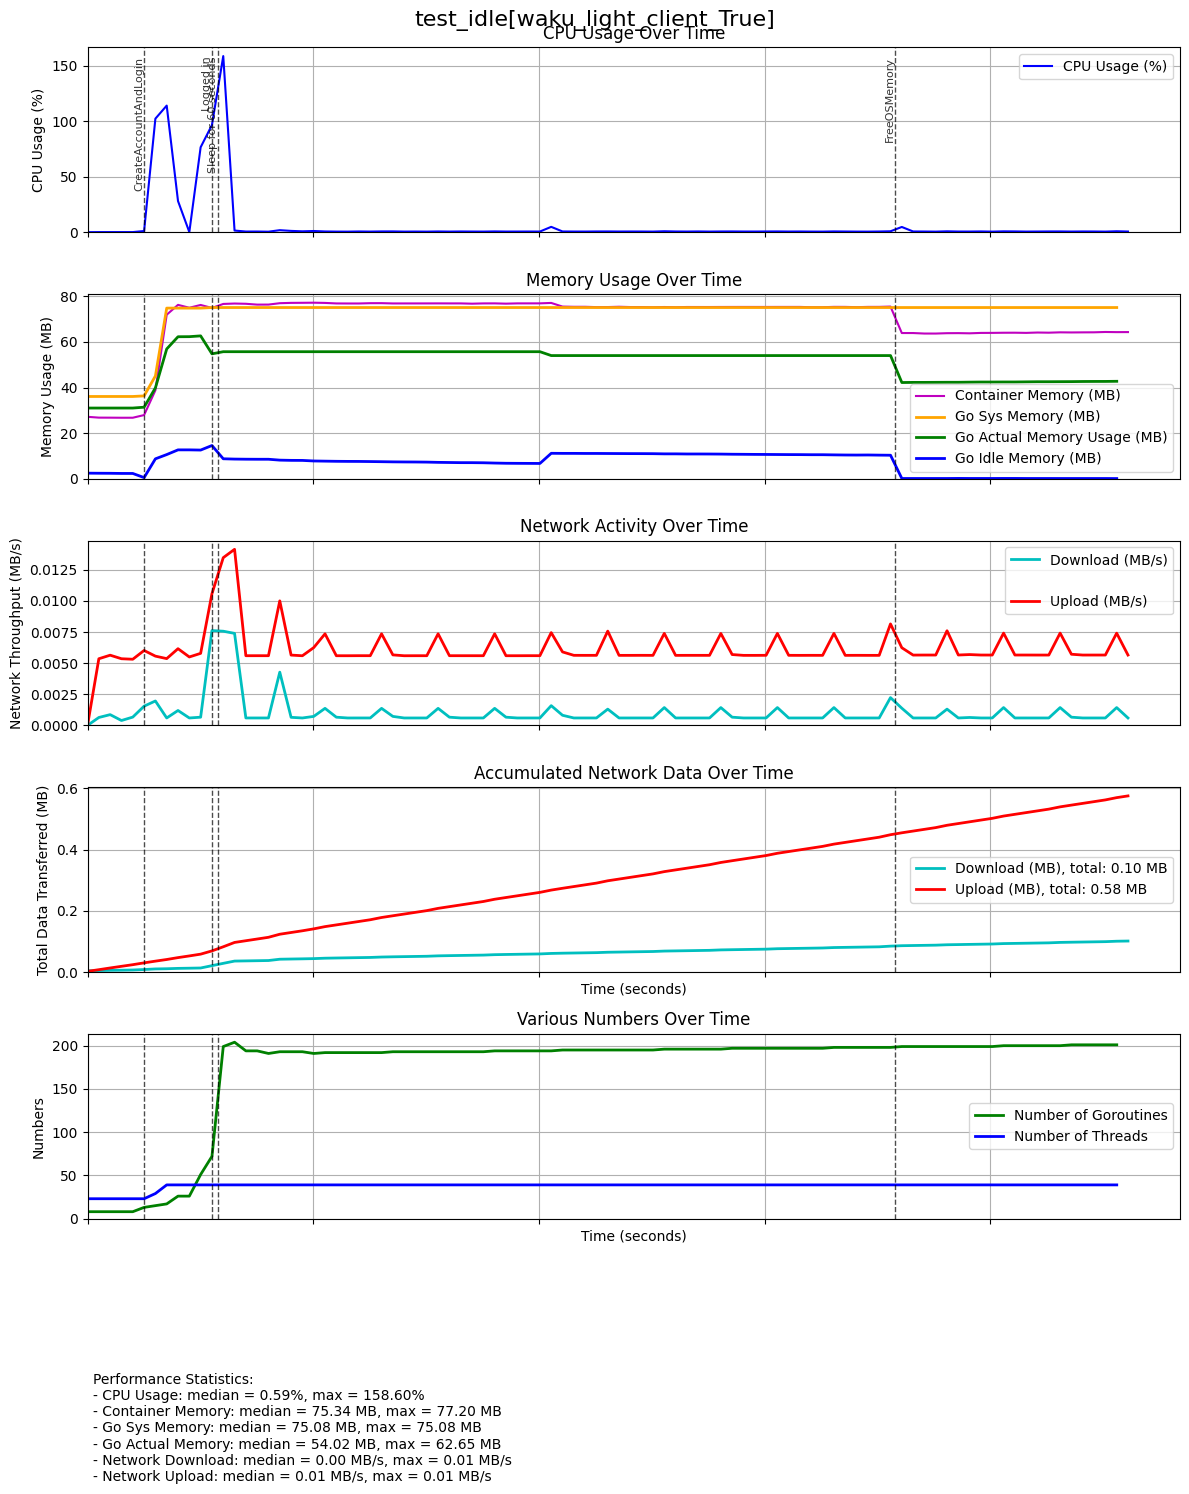 test_idle[waku_light_client_True]
CPU Usage Over Time
CPU Usage (%)
150
100
50
0
CreateAccountAndLogin
Logged in
Sleep for 60 seconds
FreeOSMemory
CPU Usage (%)
Memory Usage Over Time
Memory Usage (MB)
80
60
40
20
0
Container Memory (MB)
Go Sys Memory (MB)
Go Actual Memory Usage (MB)
Go Idle Memory (MB)
Network Activity Over Time
Network Throughput (MB/s)
0.0125
0.0100
0.0075
0.0050
0.0025
0.0000
Download (MB/s)
Upload (MB/s)
Accumulated Network Data Over Time
Total Data Transferred (MB)
0.6
0.4
0.2
0.0
Download (MB), total: 0.10 MB
Upload (MB), total: 0.58 MB
Time (seconds)
Various Numbers Over Time
Numbers
200
150
100
50
0
Number of Goroutines
Number of Threads
Time (seconds)
Performance Statistics:
- CPU Usage: median = 0.59%, max = 158.60%
- Container Memory: median = 75.34 MB, max = 77.20 MB
- Go Sys Memory: median = 75.08 MB, max = 75.08 MB
- Go Actual Memory: median = 54.02 MB, max = 62.65 MB
- Network Download: median = 0.00 MB/s, max = 0.01 MB/s
- Network Upload: median = 0.01 MB/s, max = 0.01 MB/s